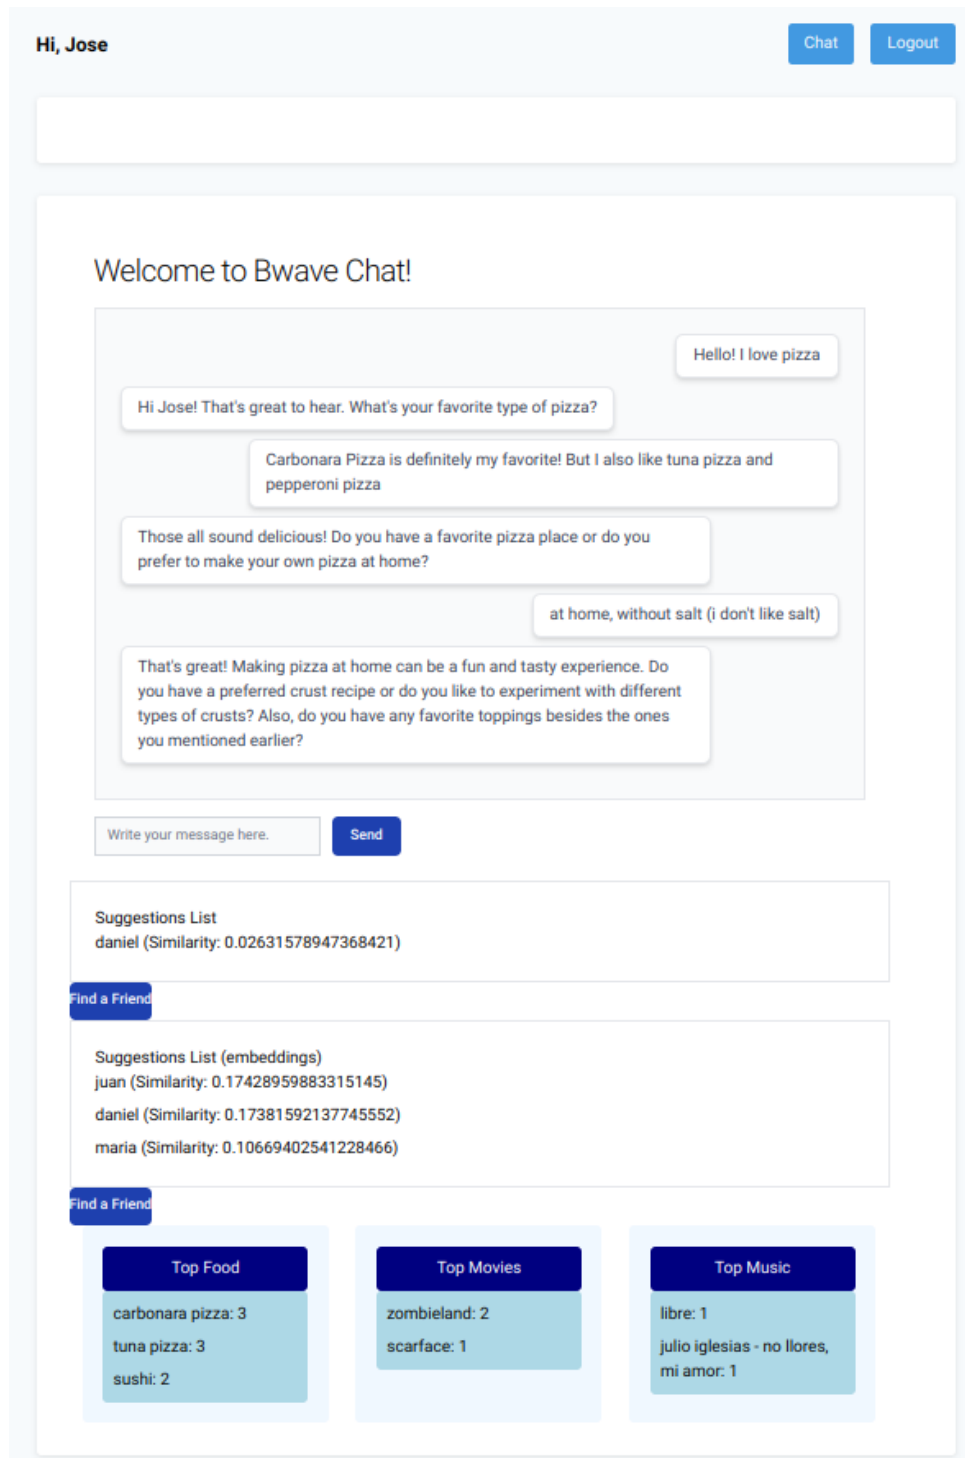 Hi, Jose
Chat
Logout
Welcome to Bwave Chat!
Hello! I love pizza
Hi Jose! That's great to hear. What's your favorite type of pizza?
Carbonara Pizza is definitely my favorite! But I also like tuna pizza and
pepperoni pizza
Those all sound delicious! Do you have a favorite pizza place or do you
prefer to make your own pizza at home?
at home, without salt (i don't like salt)
That's great! Making pizza at home can be a fun and tasty experience. Do
you have a preferred crust recipe or do you like to experiment with different
types of crusts? Also, do you have any favorite toppings besides the ones
you mentioned earlier?
Write your message here.
Send
Suggestions List
daniel (Similarity: 0.02631578947368421)
Find a Friend
Suggestions List (embeddings)
juan (Similarity: 0.17428959883315145)
daniel (Similarity: 0.17381592137745552)
maria (Similarity: 0.10669402541228466)
Find a Friend
Top Food
carbonara pizza: 3
tuna pizza: 3
sushi: 2
Top Movies
zombieland: 2
scarface: 1
Top Music
libre: 1
julio iglesias - no llores,
mi amor: 1